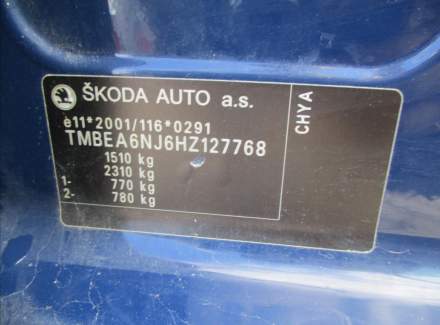 ŠKODA AUTO a.s.
e11*2001/116*0291
TMBEA6NJ6HZ127768
1510 kg
2310 kg
1- 770 kg
2- 780 kg
CHYA